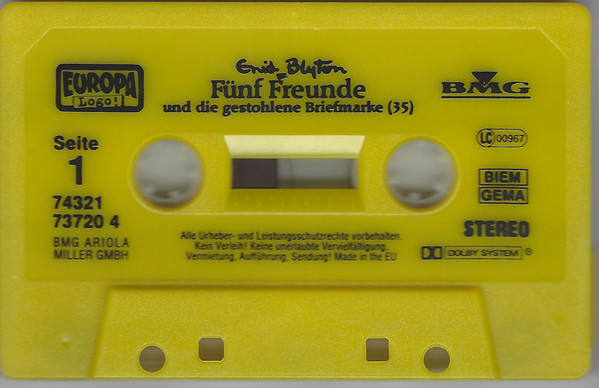 EUROPA
Logo!
Enid Blyton
Fünf Freunde
und die gestohlene Briefmarke (35)
BMG
Seite
1
74321
73720 4
BMG ARIOLA
MILLER GMBH
LC 00967
BIEM
GEMA
STEREO
DOLBY SYSTEM ®
Alle Urheber- und Leistungsschutzrechte vorbehalten.
Kein Verleih! Keine unerlaubte Vervielfältigung,
Vermietung, Aufführung, Sendung! Made in the EU